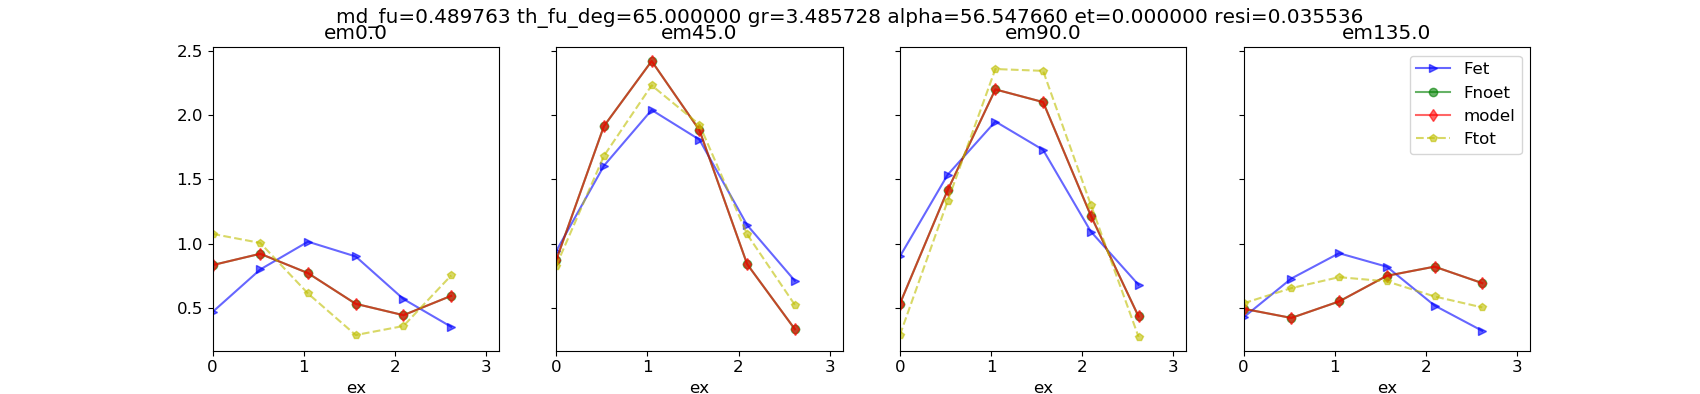 md_fu=0.489763 th_fu_deg=65.000000 gr=3.485728 alpha=56.547660 et=0.000000 resi=0.035536
em0.0 em45.0 em90.0 em135.0
2.5
2.0
1.5
1.0
0.5
Fet
Fnoet
model
Ftot
0 1 2 3 0 1 2 3 0 1 2 3 0 1 2 3
ex ex ex ex